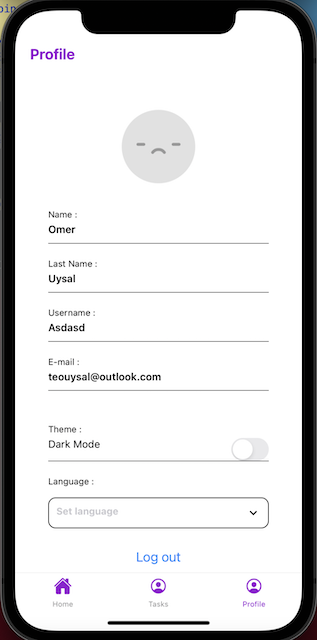 Profile
Name :
Omer
Last Name :
Uysal
Username :
Asdasd
E-mail :
teouysal@outlook.com
Theme :
Dark Mode
Language :
Set language
Log out
Home
Tasks
Profile